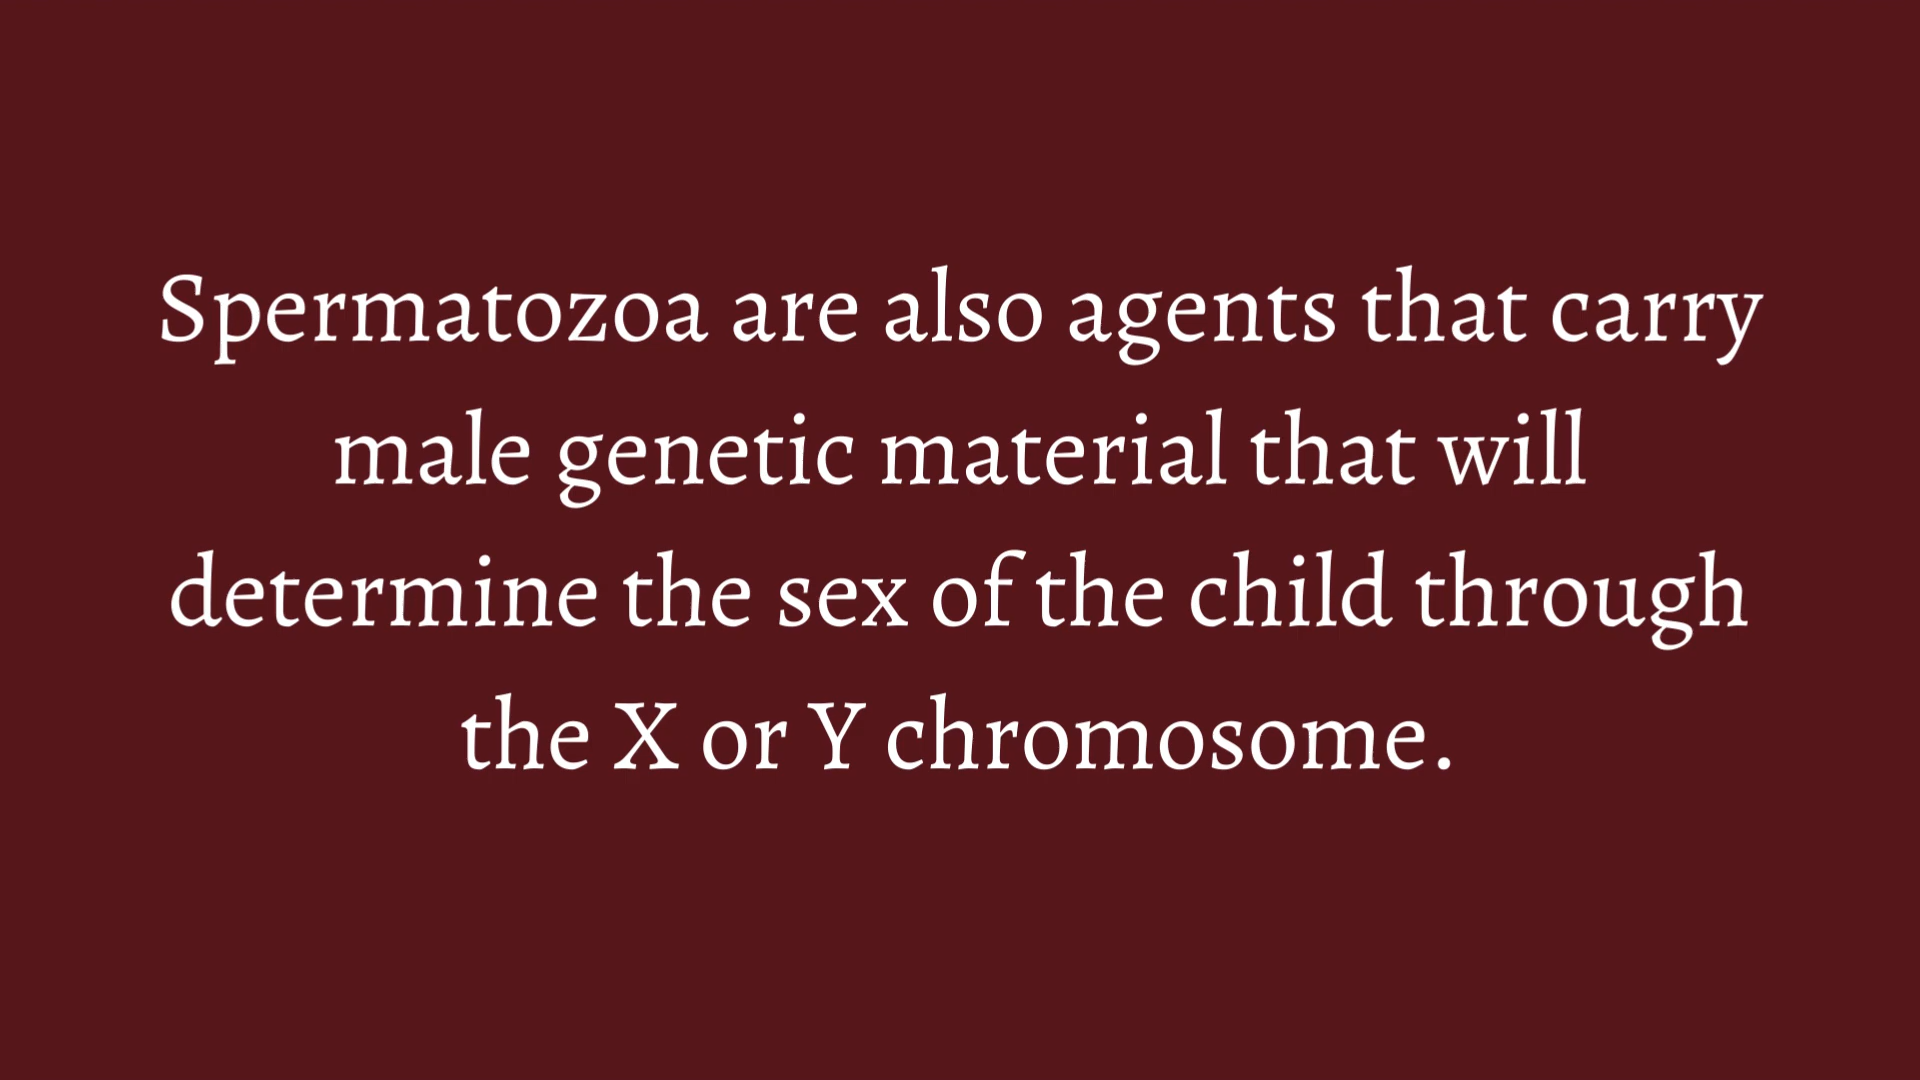 Spermatozoa are also agents that carry
male genetic material that will
determine the sex of the child through
the X or Y chromosome.